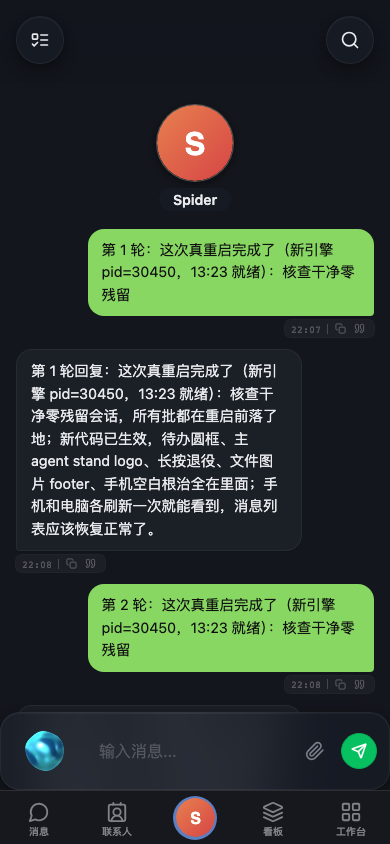 S
Spider
第 1 轮：这次真重启完成了（新引擎
pid=30450，13:23 就绪）：核查干净零
残留
22:07
第 1 轮回复：这次真重启完成了（新引
擎 pid=30450，13:23 就绪）：核查干
净零残留会话，所有批都在重启前落了
地；新代码已生效，待办圆框、主
agent stand logo、长按退役、文件图
片 footer、手机空白根治全在里面；手
机和电脑各刷新一次就能看到，消息列
表应该恢复正常了。
22:08
第 2 轮：这次真重启完成了（新引擎
pid=30450，13:23 就绪）：核查干净零
残留
22:08
输入消息...
消息
联系人
S
看板
工作台